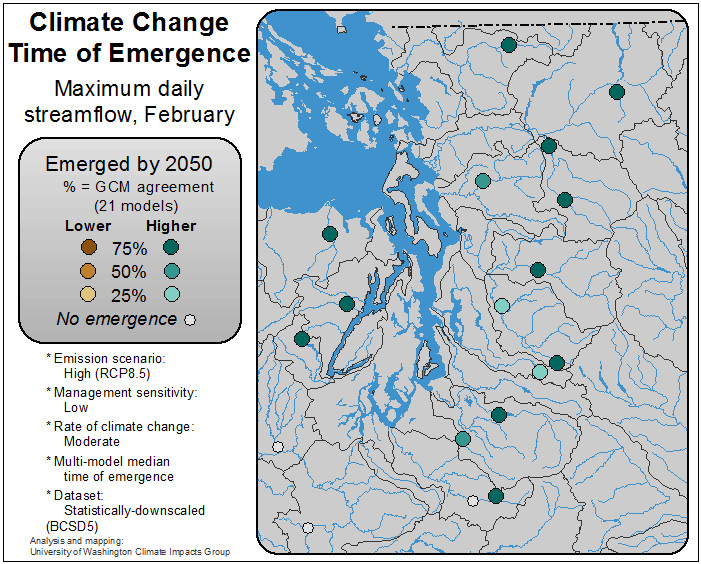 Climate Change
Time of Emergence
Maximum daily
streamflow, February
Emerged by 2050
% = GCM agreement
(21 models)
Lower Higher
75%
50%
25%
No emergence
* Emission scenario:
High (RCP8.5)
* Management sensitivity:
Low
* Rate of climate change:
Moderate
* Multi-model median
time of emergence
* Dataset:
Statistically-downscaled
(BCSD5)
Analysis and mapping:
University of Washington Climate Impacts Group